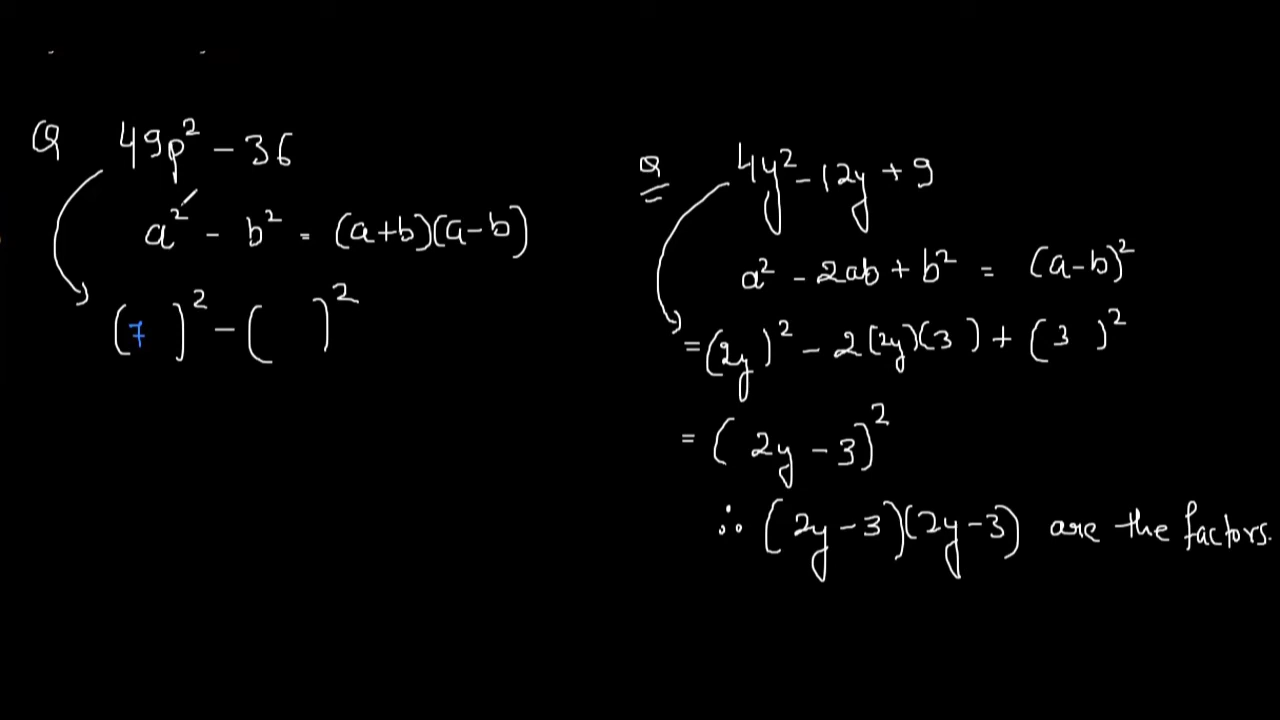 Q 49p² - 36
a² - b² = (a+b)(a-b)
(7 )² - ( )²
Q 4y² - 12y + 9
a² - 2ab + b² = (a-b)²
= (2y )² - 2(2y)(3 ) + (3 )²
= (2y - 3)²
∴ (2y - 3)(2y - 3) are the factors.